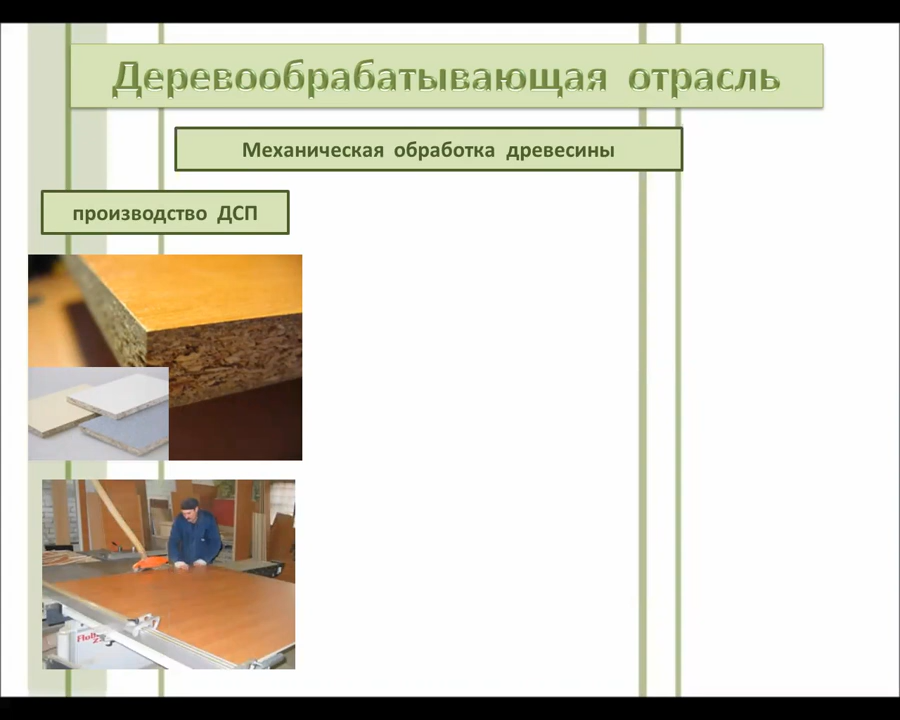 Деревообрабатывающая отрасль
Механическая обработка древесины
производство ДСП